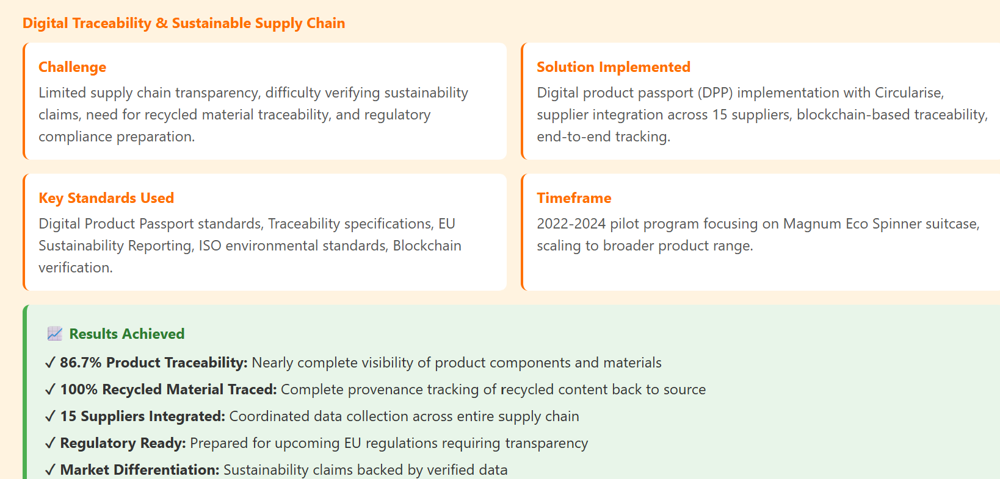 Digital Traceability & Sustainable Supply Chain
Challenge
Limited supply chain transparency, difficulty verifying sustainability
claims, need for recycled material traceability, and regulatory
compliance preparation.
Solution Implemented
Digital product passport (DPP) implementation with Circularise,
supplier integration across 15 suppliers, blockchain-based traceability,
end-to-end tracking.
Key Standards Used
Digital Product Passport standards, Traceability specifications, EU
Sustainability Reporting, ISO environmental standards, Blockchain
verification.
Timeframe
2022-2024 pilot program focusing on Magnum Eco Spinner suitcase,
scaling to broader product range.
📈 Results Achieved
✓ 86.7% Product Traceability: Nearly complete visibility of product components and materials
✓ 100% Recycled Material Traced: Complete provenance tracking of recycled content back to source
✓ 15 Suppliers Integrated: Coordinated data collection across entire supply chain
✓ Regulatory Ready: Prepared for upcoming EU regulations requiring transparency
✓ Market Differentiation: Sustainability claims backed by verified data